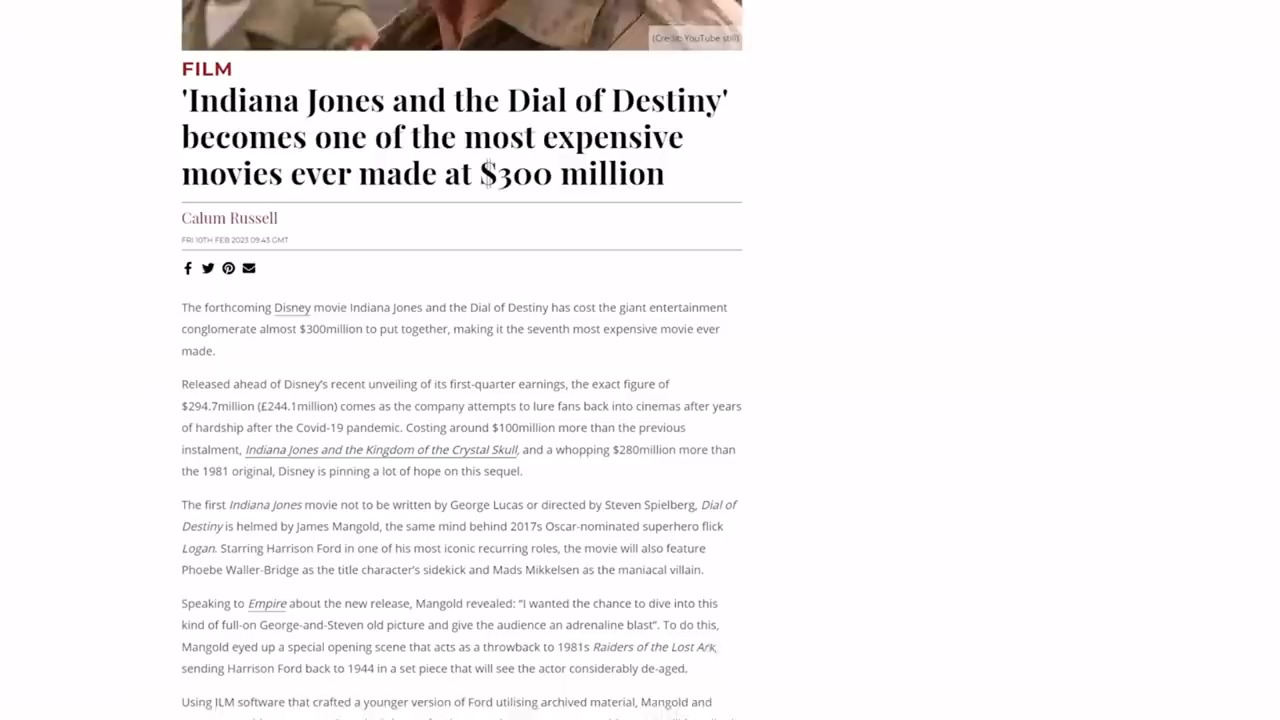 (Credit: YouTube still)
FILM
'Indiana Jones and the Dial of Destiny'
becomes one of the most expensive
movies ever made at $300 million
Calum Russell
FRI 10TH FEB 2023 09:43 GMT
The forthcoming Disney movie Indiana Jones and the Dial of Destiny has cost the giant entertainment
conglomerate almost $300million to put together, making it the seventh most expensive movie ever
made.
Released ahead of Disney's recent unveiling of its first-quarter earnings, the exact figure of
$294.7million (£244.1million) comes as the company attempts to lure fans back into cinemas after years
of hardship after the Covid-19 pandemic. Costing around $100million more than the previous
instalment, Indiana Jones and the Kingdom of the Crystal Skull, and a whopping $280million more than
the 1981 original, Disney is pinning a lot of hope on this sequel.
The first Indiana Jones movie not to be written by George Lucas or directed by Steven Spielberg, Dial of
Destiny is helmed by James Mangold, the same mind behind 2017s Oscar-nominated superhero flick
Logan. Starring Harrison Ford in one of his most iconic recurring roles, the movie will also feature
Phoebe Waller-Bridge as the title character's sidekick and Mads Mikkelsen as the maniacal villain.
Speaking to Empire about the new release, Mangold revealed: "I wanted the chance to dive into this
kind of full-on George-and-Steven old picture and give the audience an adrenaline blast". To do this,
Mangold eyed up a special opening scene that acts as a throwback to 1981s Raiders of the Lost Ark,
sending Harrison Ford back to 1944 in a set piece that will see the actor considerably de-aged.
Using ILM software that crafted a younger version of Ford utilising archived material, Mangold and